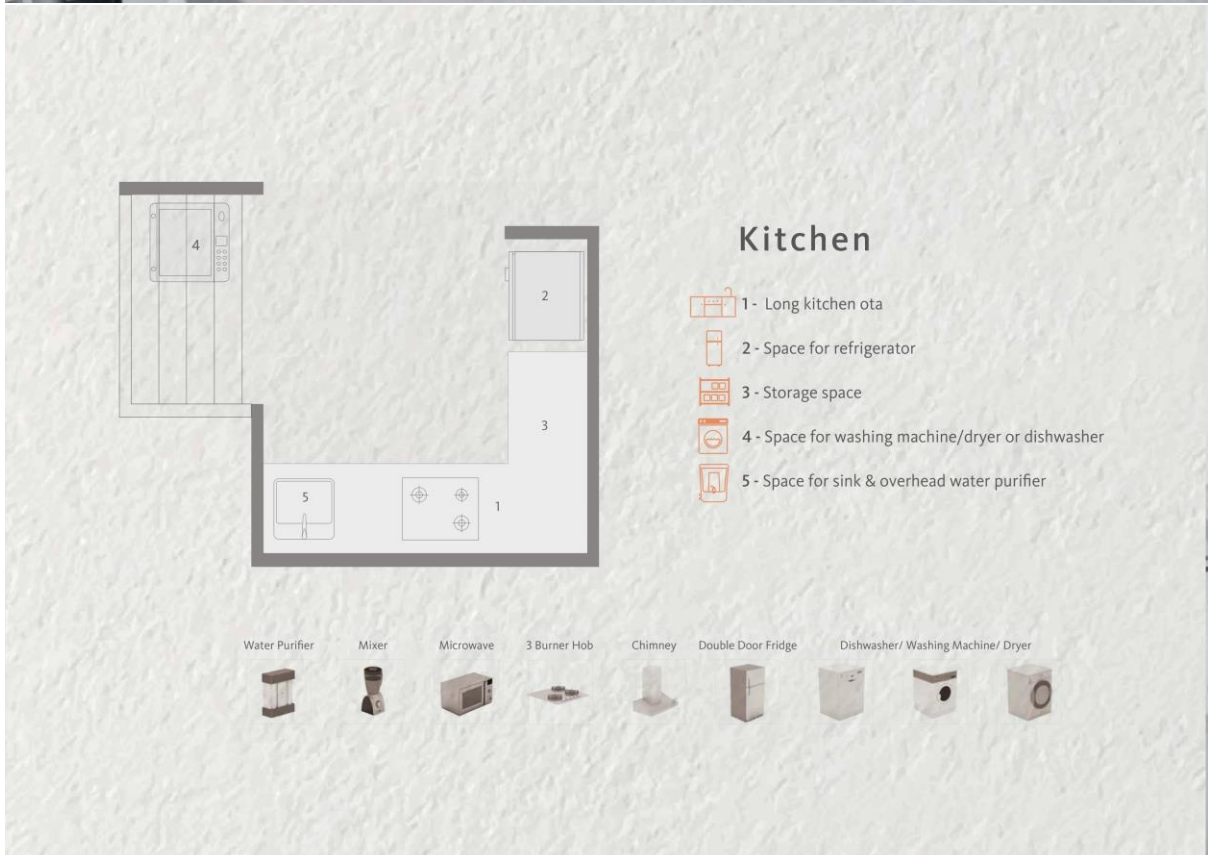 Kitchen
1 - Long kitchen ota
2 - Space for refrigerator
3 - Storage space
4 - Space for washing machine/dryer or dishwasher
5 - Space for sink & overhead water purifier
4
2
3
5
1
Water Purifier
Mixer
Microwave
3 Burner Hob
Chimney
Double Door Fridge
Dishwasher/ Washing Machine/ Dryer